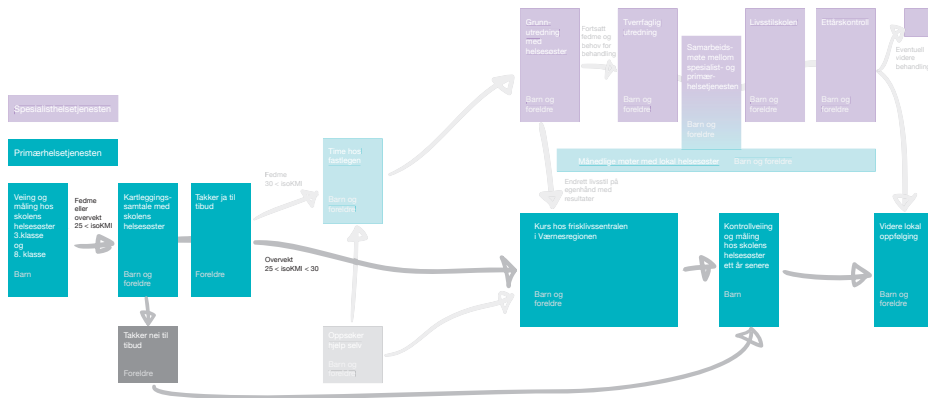 Grunn-
utredning
med
helsesøster
Barn og
foreldre
Fortsatt
fedme og
behov for
behandling
Tverrfaglig
utredning
Barn og
foreldre
Samarbeids-
møte mellom
spesialist- og
primær-
helsetjenesten
Barn og
foreldre
Livsstilskolen
Barn og
foreldre
Ettårskontroll
Barn og
foreldre
Eventuell
videre
behandling
Spesialisthelsetjenesten
Primærhelsetjenesten
Månedlige møter med lokal helsesøster Barn og foreldre
Veiing og
måling hos
skolens
helsesøster
3.klasse
og
8. klasse
Barn
Fedme
eller
overvekt
25 < isoKMI
Kartleggings-
samtale med
skolens
helsesøster
Barn og
foreldre
Takker ja til
tilbud
Foreldre
Fedme
30 < isoKMI
Time hos
fastlegen
Barn og
foreldre
Overvekt
25 < isoKMI < 30
Endrett livsstil på
egenhånd med
resultater
Kurs hos frisklivssentralen
i Værnesregionen
Barn og
foreldre
Kontrollveiing
og måling
hos skolens
helsesøster
ett år senere
Barn
Videre lokal
oppfølging
Barn og
foreldre
Takker nei til
tilbud
Foreldre
Oppsøker
hjelp selv
Barn og
foreldre